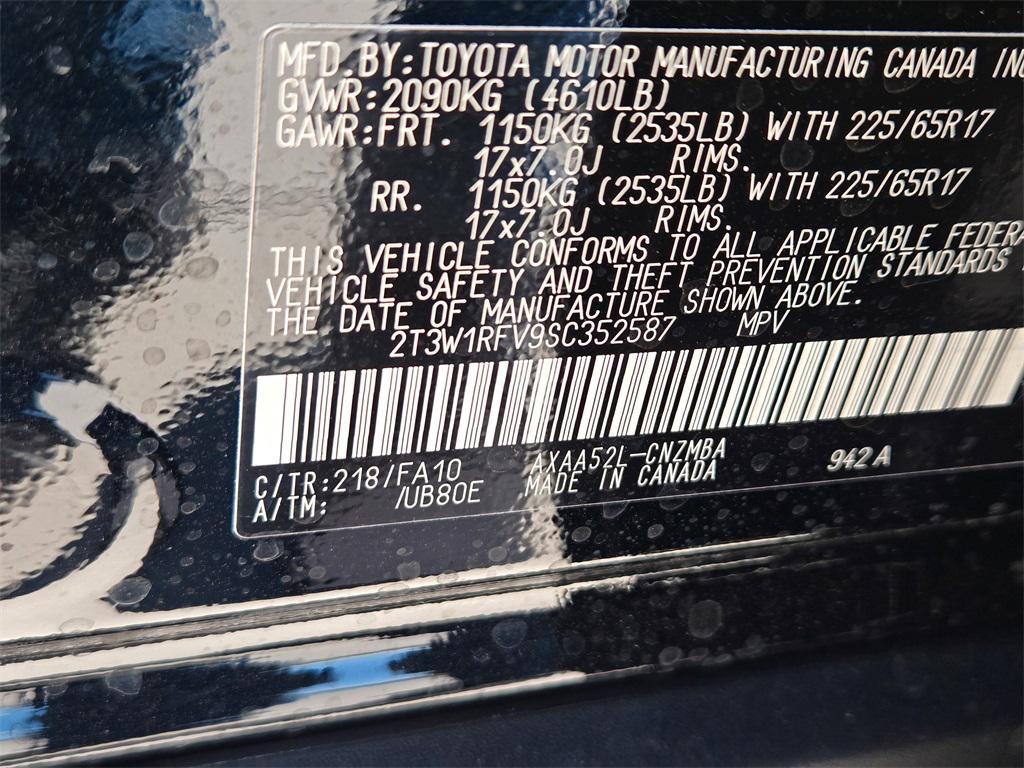 MFD.BY:TOYOTA MOTOR MANUFACTURING CANADA INC
GVWR:2090KG (4610LB)
GAWR:FRT. 1150KG (2535LB) WITH 225/65R17
17x7.0J RIMS.
RR. 1150KG (2535LB) WITH 225/65R17
17x7.0J RIMS.
THIS VEHICLE CONFORMS TO ALL APPLICABLE FEDERA
VEHICLE SAFETY AND THEFT PREVENTION STANDARDS
THE DATE OF MANUFACTURE SHOWN ABOVE.
2T3W1RFV9SC352587 MPV
C/TR:218/FA10 AXAA52L-CNZMBA 942A
A/TM: /UB80E MADE IN CANADA